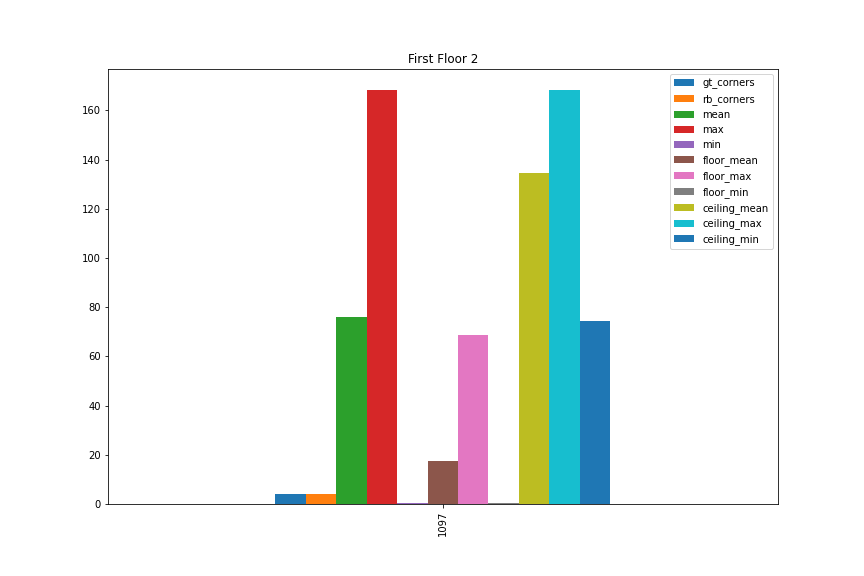 First Floor 2
160
140
120
100
80
60
40
20
0
1097
gt_corners
rb_corners
mean
max
min
floor_mean
floor_max
floor_min
ceiling_mean
ceiling_max
ceiling_min